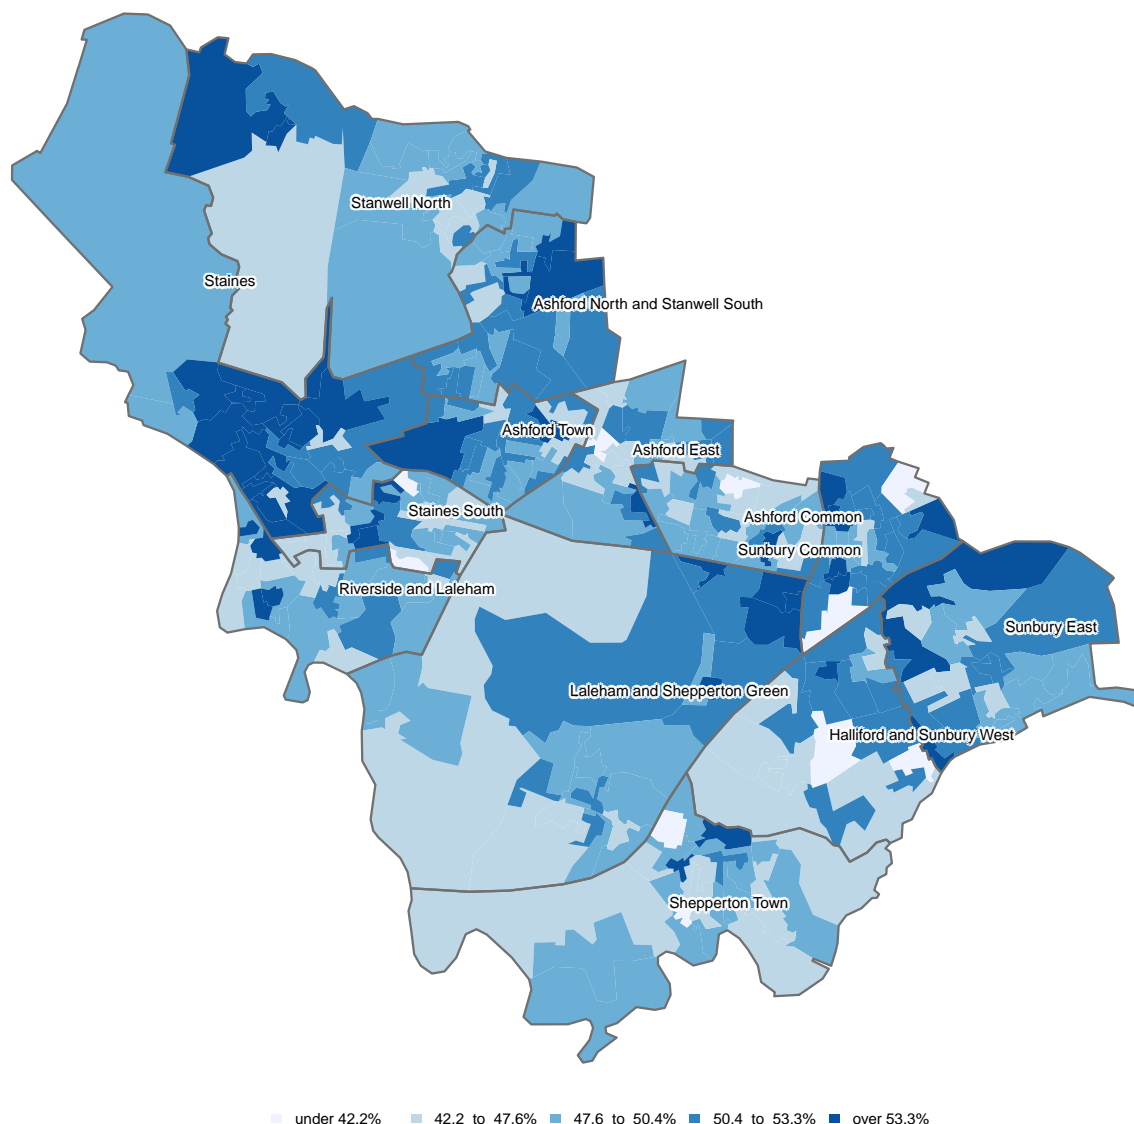 Stanwell North
Staines
Ashford North and Stanwell South
Ashford Town
Ashford East
Staines South
Ashford Common
Sunbury Common
Riverside and Laleham
Sunbury East
Laleham and Shepperton Green
Halliford and Sunbury West
Shepperton Town
under 42.2% 42.2 to 47.6% 47.6 to 50.4% 50.4 to 53.3% over 53.3%